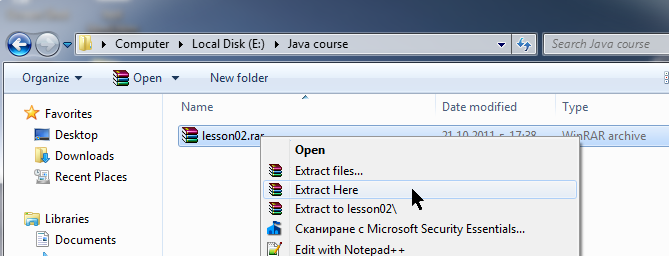 Computer ▸ Local Disk (E:) ▸ Java course
Search Java course
Organize ▾ Open ▾ New folder
Favorites
Desktop
Downloads
Recent Places
Libraries
Documents
Name Date modified Type
lesson02.rar 21.10.2011 г. 17:38 WinRAR archive
Open
Extract files...
Extract Here
Extract to lesson02\
Сканиране с Microsoft Security Essentials...
Edit with Notepad++